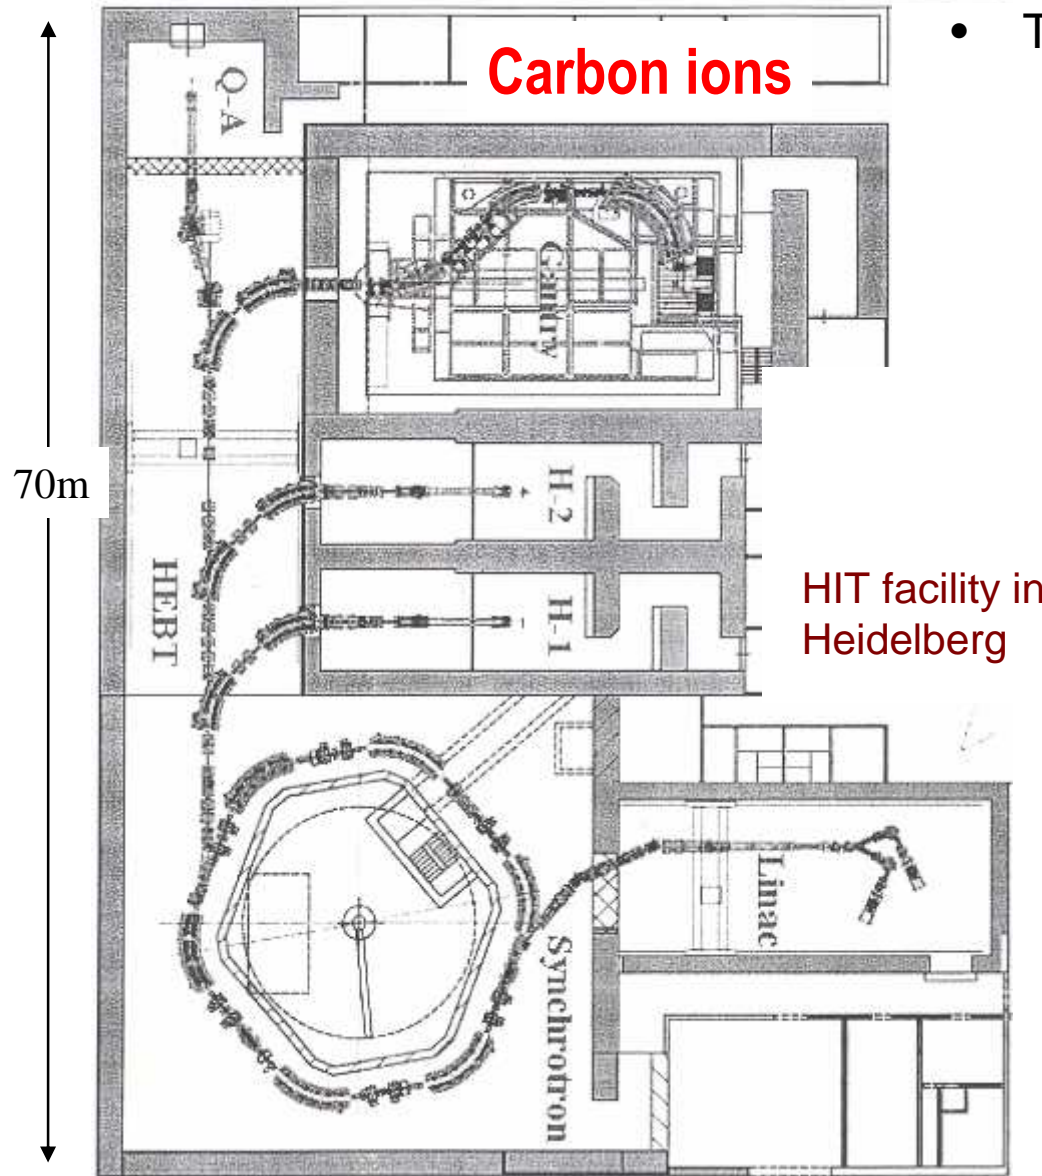 • T
Carbon ions
Q-A
Gantry
70m
H-2
HEBT
H-1
HIT facility in
Heidelberg
Linac
Synchrotron